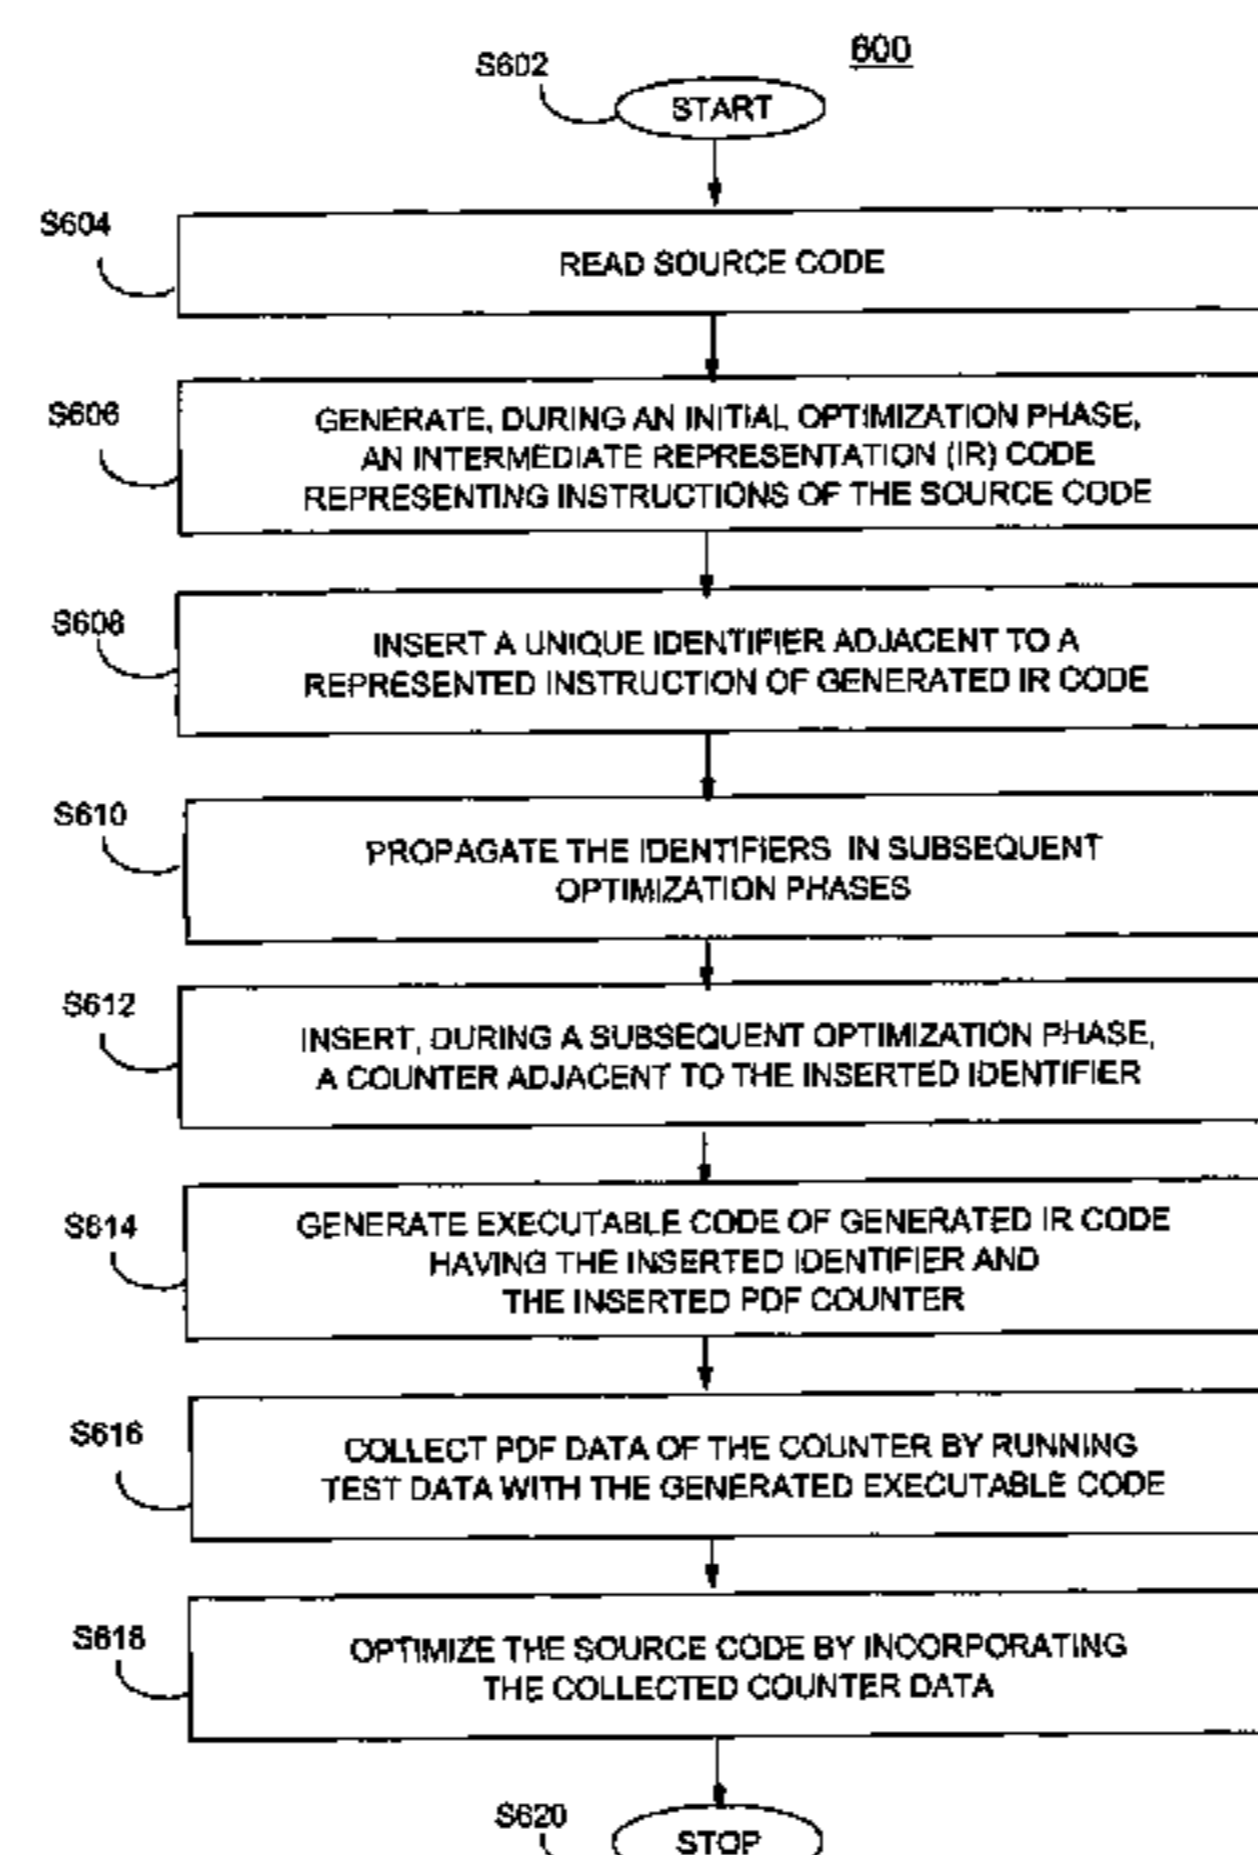 600
S602
START
S604
READ SOURCE CODE
S606
GENERATE, DURING AN INITIAL OPTIMIZATION PHASE,
AN INTERMEDIATE REPRESENTATION (IR) CODE
REPRESENTING INSTRUCTIONS OF THE SOURCE CODE
S608
INSERT A UNIQUE IDENTIFIER ADJACENT TO A
REPRESENTED INSTRUCTION OF GENERATED IR CODE
S610
PROPAGATE THE IDENTIFIERS IN SUBSEQUENT
OPTIMIZATION PHASES
S612
INSERT, DURING A SUBSEQUENT OPTIMIZATION PHASE,
A COUNTER ADJACENT TO THE INSERTED IDENTIFIER
S614
GENERATE EXECUTABLE CODE OF GENERATED IR CODE
HAVING THE INSERTED IDENTIFIER AND
THE INSERTED PDF COUNTER
S616
COLLECT PDF DATA OF THE COUNTER BY RUNNING
TEST DATA WITH THE GENERATED EXECUTABLE CODE
S618
OPTIMIZE THE SOURCE CODE BY INCORPORATING
THE COLLECTED COUNTER DATA
S620
STOP